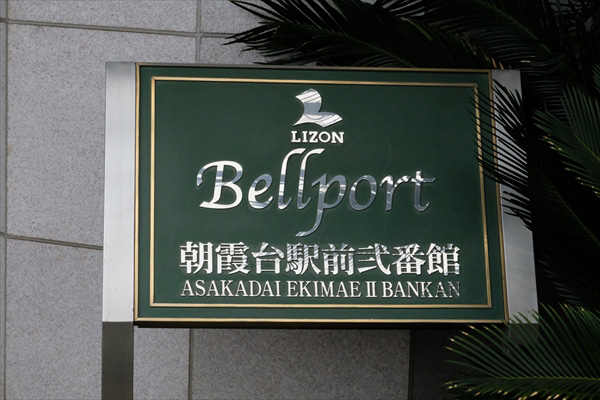 LIZON
Bellport
朝霞台駅前弐番館
ASAKADAI EKIMAE II BANKAN